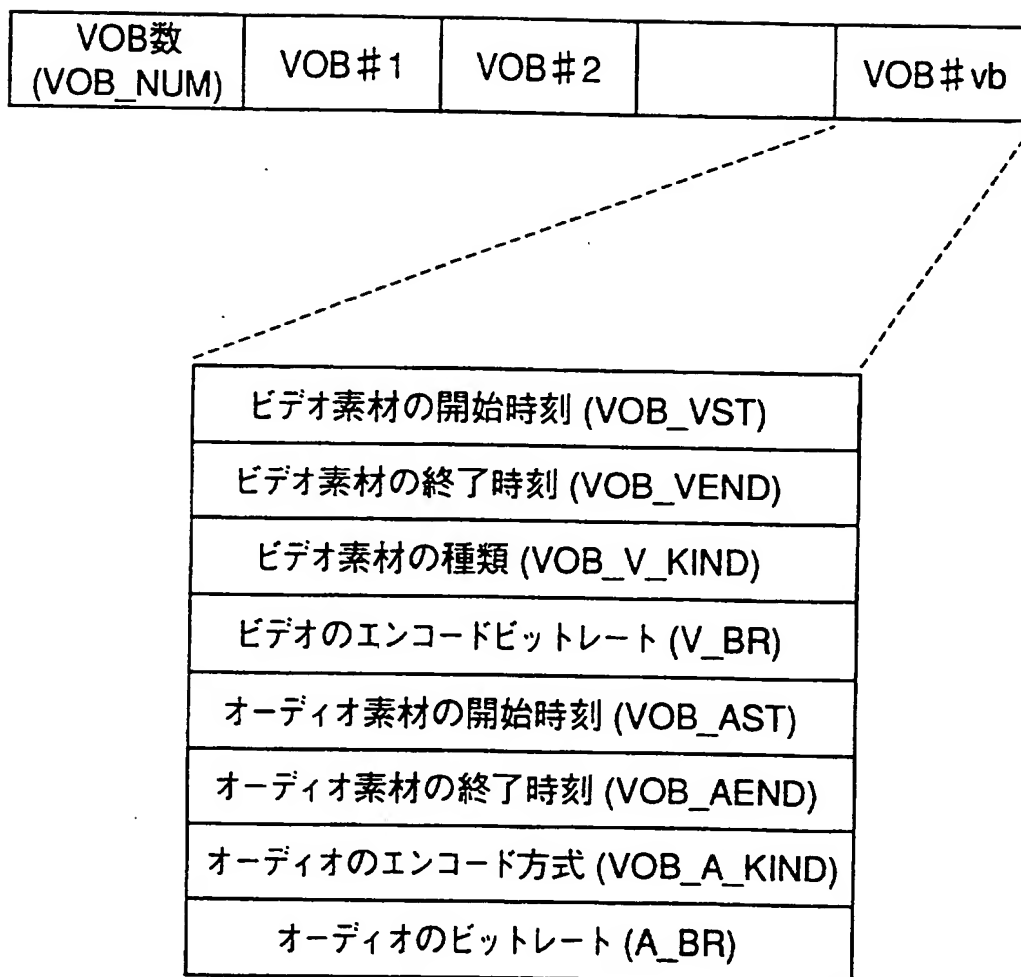 VOB数
(VOB_NUM)
VOB#1
VOB#2
VOB#vb
ビデオ素材の開始時刻 (VOB_VST)
ビデオ素材の終了時刻 (VOB_VEND)
ビデオ素材の種類 (VOB_V_KIND)
ビデオのエンコードビットレート (V_BR)
オーディオ素材の開始時刻 (VOB_AST)
オーディオ素材の終了時刻 (VOB_AEND)
オーディオのエンコード方式 (VOB_A_KIND)
オーディオのビットレート (A_BR)